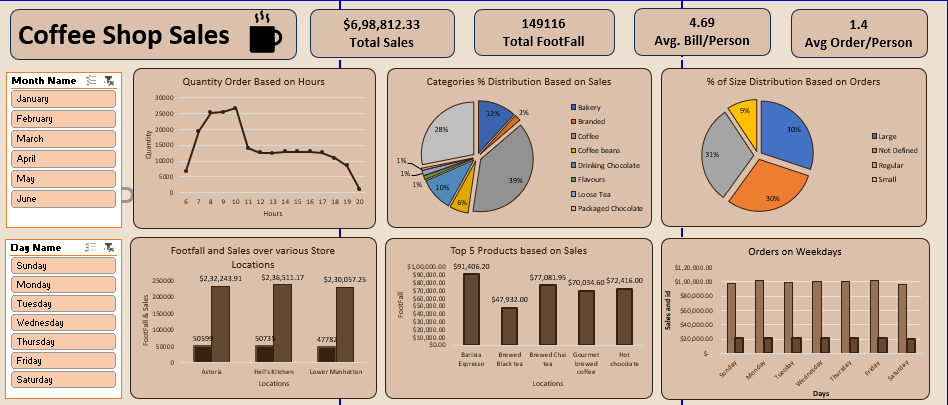 Coffee Shop Sales
$6,98,812.33
Total Sales
149116
Total FootFall
4.69
Avg. Bill/Person
1.4
Avg Order/Person
Month Name
January
February
March
April
May
June
Quantity Order Based on Hours
Quantity
30000
25000
20000
15000
10000
5000
0
6 7 8 9 10 11 12 13 14 15 16 17 18 19 20
Hours
Categories % Distribution Based on Sales
12%
2%
39%
6%
10%
1%
1%
1%
28%
Bakery
Branded
Coffee
Coffee beans
Drinking Chocolate
Flavours
Loose Tea
Packaged Chocolate
% of Size Distribution Based on Orders
30%
30%
31%
9%
Large
Not Defined
Regular
Small
Day Name
Sunday
Monday
Tuesday
Wednesday
Thursday
Friday
Saturday
Footfall and Sales over various Store
Locations
FootFall & Sales
250000
200000
150000
100000
50000
0
$2,32,243.91 $2,36,511.17 $2,30,057.25
50599 50735 47782
Astoria Hell's Kitchen Lower Manhattan
Locations
Top 5 Products based on Sales
FootFall
$1,00,000.00
$90,000.00
$80,000.00
$70,000.00
$60,000.00
$50,000.00
$40,000.00
$30,000.00
$20,000.00
$10,000.00
$0.00
$91,406.20
$47,932.00
$77,081.95
$70,034.60
$72,416.00
Barista
Espresso
Brewed
Black tea
Brewed Chai
tea
Gourmet
brewed
coffee
Hot
chocolate
Locations
Orders on Weekdays
Sales and id
$1,20,000.00
$1,00,000.00
$80,000.00
$60,000.00
$40,000.00
$20,000.00
$-
Sunday
Monday
Tuesday
Wednesday
Thursday
Friday
Saturday
Days